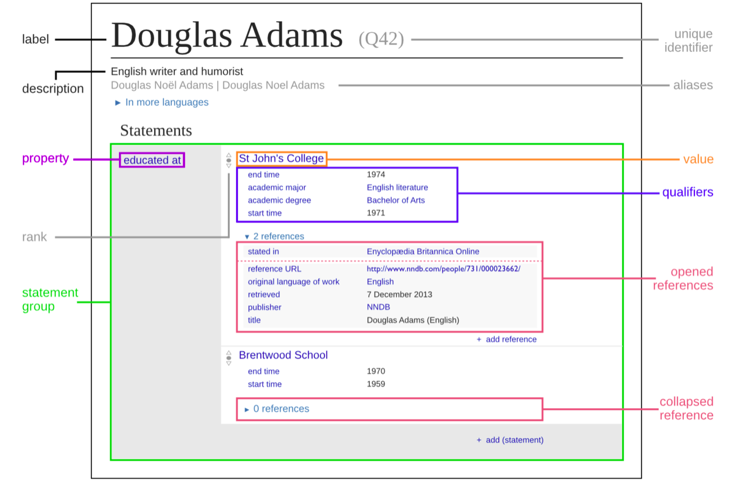 label
Douglas Adams (Q42)
unique
identifier
description
English writer and humorist
Douglas Noël Adams | Douglas Noel Adams
aliases
► In more languages
Statements
property
educated at
St John's College
value
end time 1974
academic major English literature
academic degree Bachelor of Arts
start time 1971
qualifiers
rank
▼ 2 references
stated in Enyclopædia Britannica Online
reference URL http://www.nndb.com/people/731/000023662/
original language of work English
retrieved 7 December 2013
publisher NNDB
title Douglas Adams (English)
opened
references
statement
group
+ add reference
Brentwood School
end time 1970
start time 1959
► 0 references
collapsed
reference
+ add (statement)